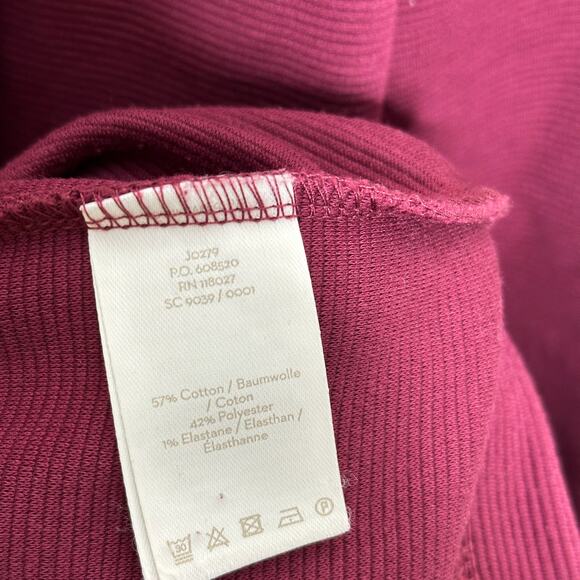 J0279
P.O. 608520
RN 118027
SC 9039 / 0001
57% Cotton / Baumwolle
/ Coton
42% Polyester
1% Elastane / Elasthan /
Élasthanne
30
P